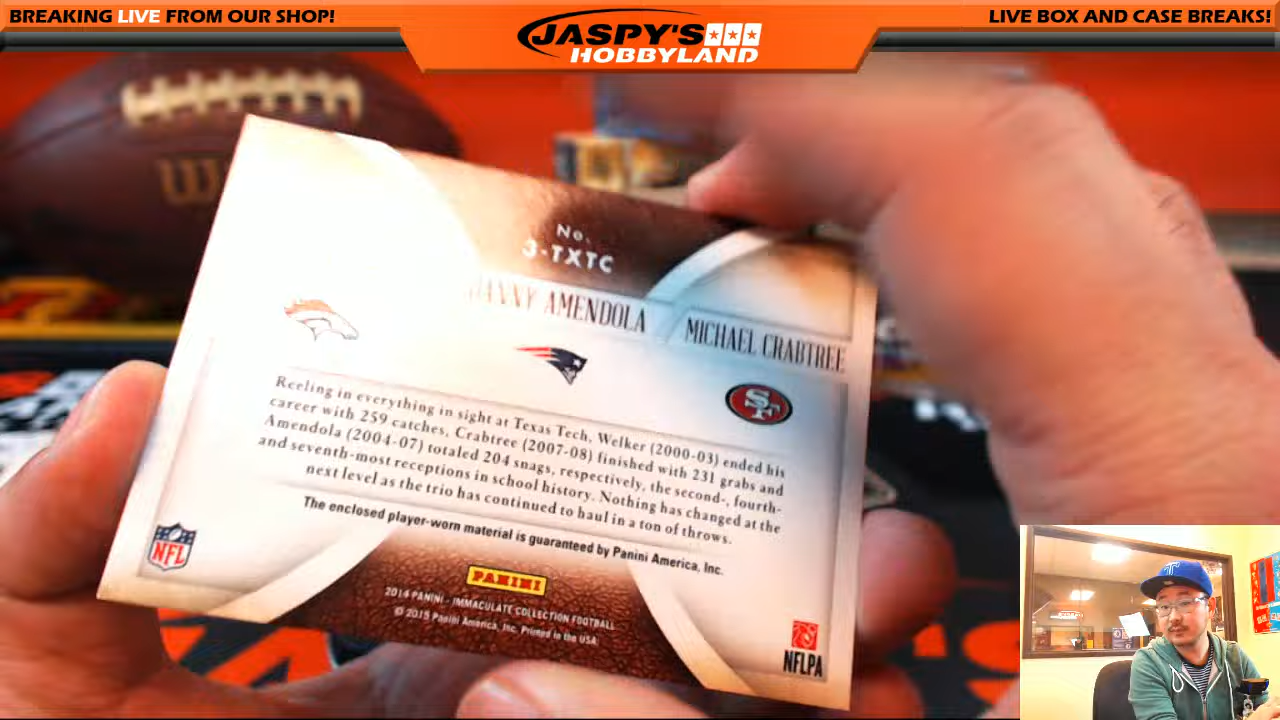 BREAKING LIVE FROM OUR SHOP!
JASPY'S
HOBBYLAND
LIVE BOX AND CASE BREAKS!
No.
3-TXTC
DANNY AMENDOLA
MICHAEL CRABTREE
SF
Reeling in everything in sight at Texas Tech, Welker (2000-03) ended his
career with 259 catches, Crabtree (2007-08) finished with 231 grabs and
Amendola (2004-07) totaled 204 snags, respectively, the second-, fourth-
and seventh-most receptions in school history. Nothing has changed at the
next level as the trio has continued to haul in a ton of throws.
The enclosed player-worn material is guaranteed by Panini America, Inc.
NFL
PANINI
2014 PANINI - IMMACULATE COLLECTION FOOTBALL
© 2015 Panini America, Inc. Printed in the USA
NFLPA